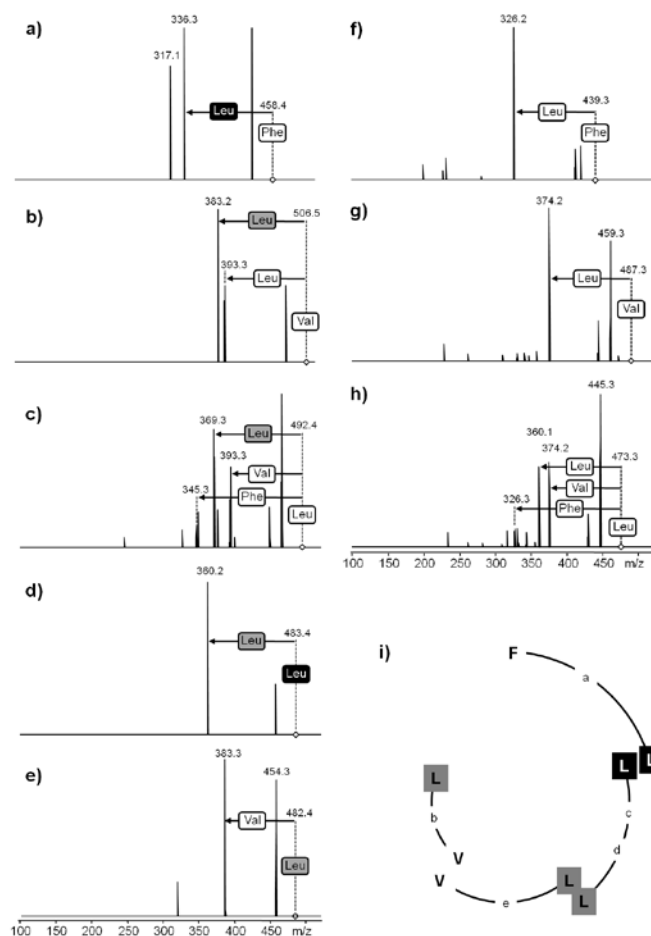 a)
336.3
317.1
Leu
458.4
Phe
b)
383.2
Leu
506.5
393.3
Leu
Val
c)
369.3
Leu
492.4
393.3
Val
345.3
Phe
Leu
d)
360.2
Leu
483.4
Leu
e)
383.3
454.3
Val
482.4
Leu
100 150 200 250 300 350 400 450 m/z
f)
326.2
Leu
439.3
Phe
g)
374.2
459.3
Leu
487.3
Val
h)
445.3
360.1
374.2
Leu
473.3
Val
326.3
Phe
Leu
100 150 200 250 300 350 400 450 m/z
i)
F
a
L
L
L
c
b
d
V
V
L
e
L